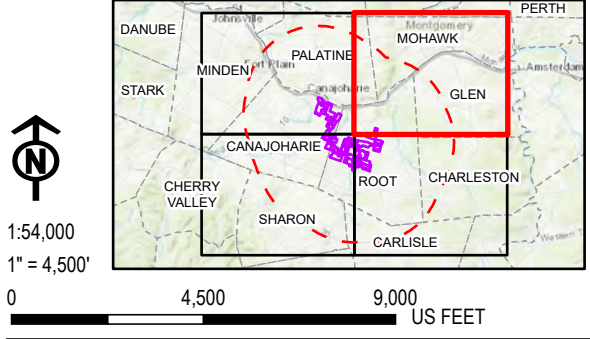 PERTH
Johnsville
DANUBE
Montgomery
MOHAWK
PALATINE
MINDEN
Fort Plain
Amsterdam
STARK
Canajoharie
GLEN
N
CANAJOHARIE
ROOT
CHARLESTON
CHERRY
VALLEY
SHARON
1:54,000
CARLISLE
Western T
1" = 4,500'
0 4,500 9,000
US FEET